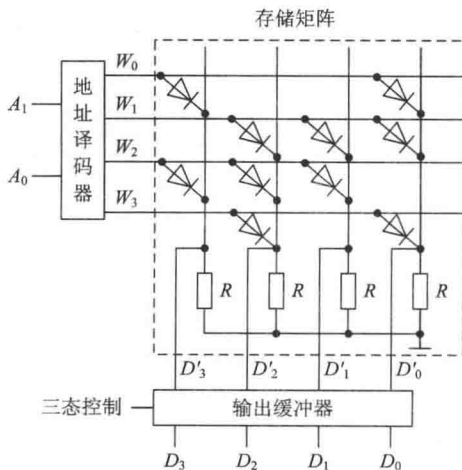 存储矩阵
W₀
地址译码器
A₁
W₁
W₂
A₀
W₃
R R R R
D'₃ D'₂ D'₁ D'₀
三态控制
输出缓冲器
D₃ D₂ D₁ D₀